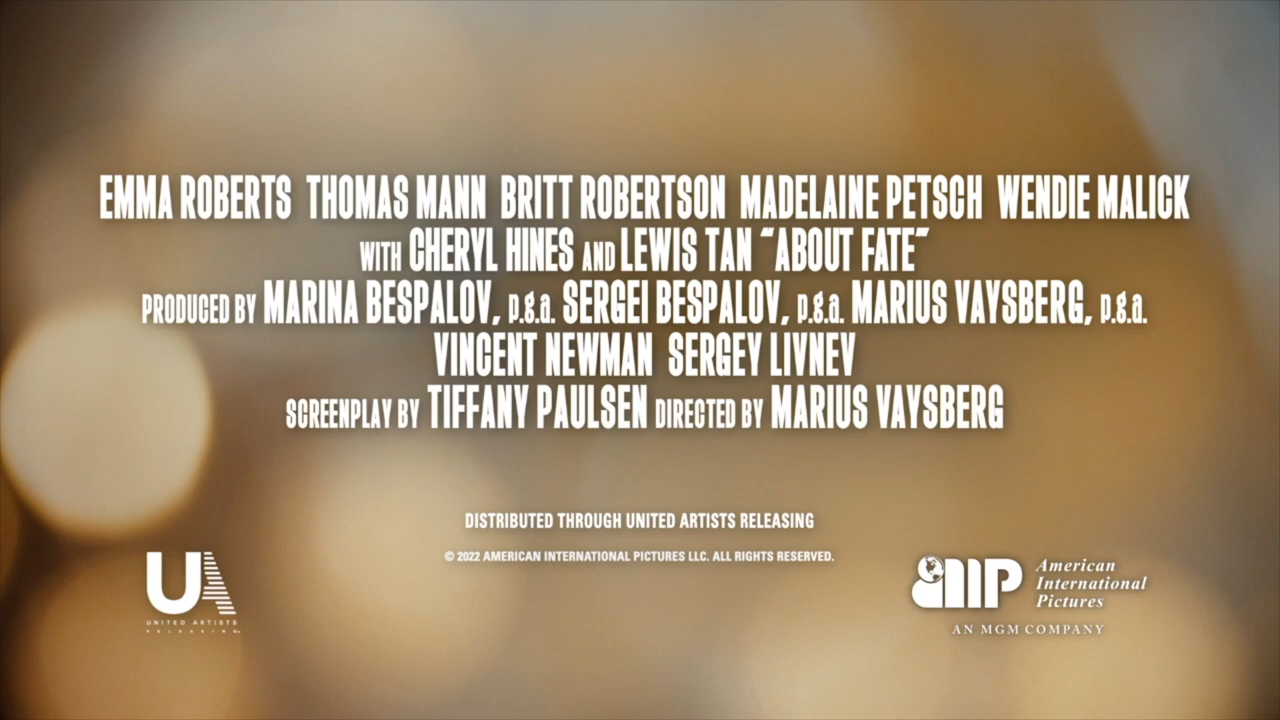 EMMA ROBERTS THOMAS MANN BRITT ROBERTSON MADELAINE PETSCH WENDIE MALICK
WITH CHERYL HINES AND LEWIS TAN "ABOUT FATE"
PRODUCED BY MARINA BESPALOV, p.g.a. SERGEI BESPALOV, p.g.a. MARIUS VAYSBERG, p.g.a.
VINCENT NEWMAN SERGEY LIVNEV
SCREENPLAY BY TIFFANY PAULSEN DIRECTED BY MARIUS VAYSBERG
DISTRIBUTED THROUGH UNITED ARTISTS RELEASING
© 2022 AMERICAN INTERNATIONAL PICTURES LLC. ALL RIGHTS RESERVED.
UA
UNITED ARTISTS
RELEASING
AIP
American
International
Pictures
AN MGM COMPANY